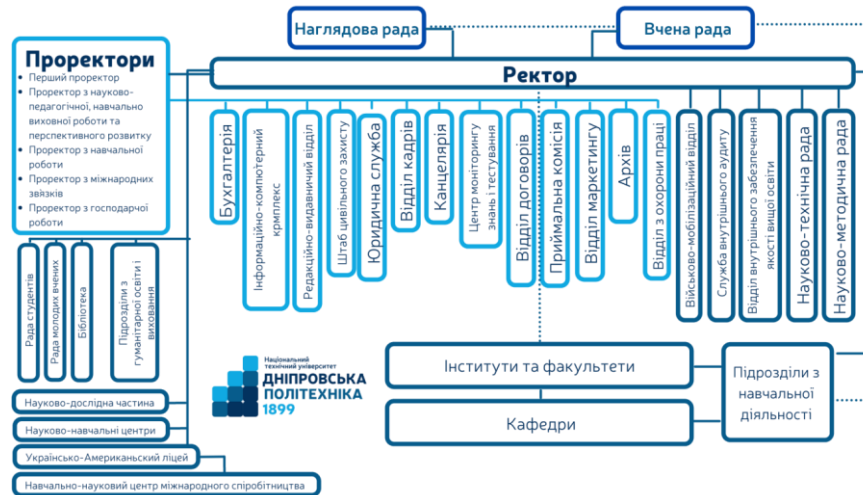 Наглядова рада
Вчена рада
Проректори
Перший проректор
Проректор з науково-
педагогічної, навчально
виховної роботи та
перспективного розвитку
Проректор з навчальної
роботи
Проректор з міжнародних
звязків
Проректор з господарчої
роботи
Ректор
Бухгалтерія
Інформаційно-компютерний
крмплекс
Редакційно-видавничий відділ
Штаб цивільного захисту
Юридична служба
Відділ кадрів
Канцелярія
Центр моніторингу
знань і тестування
Відділ договорів
Приймальна комісія
Відділ маркетингу
Архів
Відділ з охорони праці
Військово-мобілізаційний відділ
Служба внутрішнього аудиту
Відділ внутрішнього забезпечення
якості вищої освіти
Науково-технічна рада
Науково-методична рада
Рада студентів
Рада молодих вчених
Бібліотека
Підрозділи з
гуманітарної освіти і
виховання
Національний
технічний університет
ДНІПРОВСЬКА
ПОЛІТЕХНІКА
1899
Інститути та факультети
Кафедри
Підрозділи з
навчальної
діяльності
Науково-дослідна частина
Науково-навчальні центри
Українсько-Американьский ліцей
Навчально-науковий центр міжнародного спіробітництва